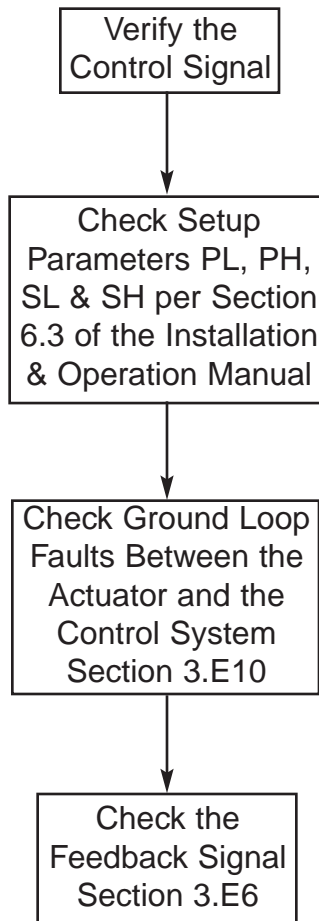 Verify the
Control Signal
Check Setup
Parameters PL, PH,
SL & SH per Section
6.3 of the Installation
& Operation Manual
Check Ground Loop
Faults Between the
Actuator and the
Control System
Section 3.E10
Check the
Feedback Signal
Section 3.E6